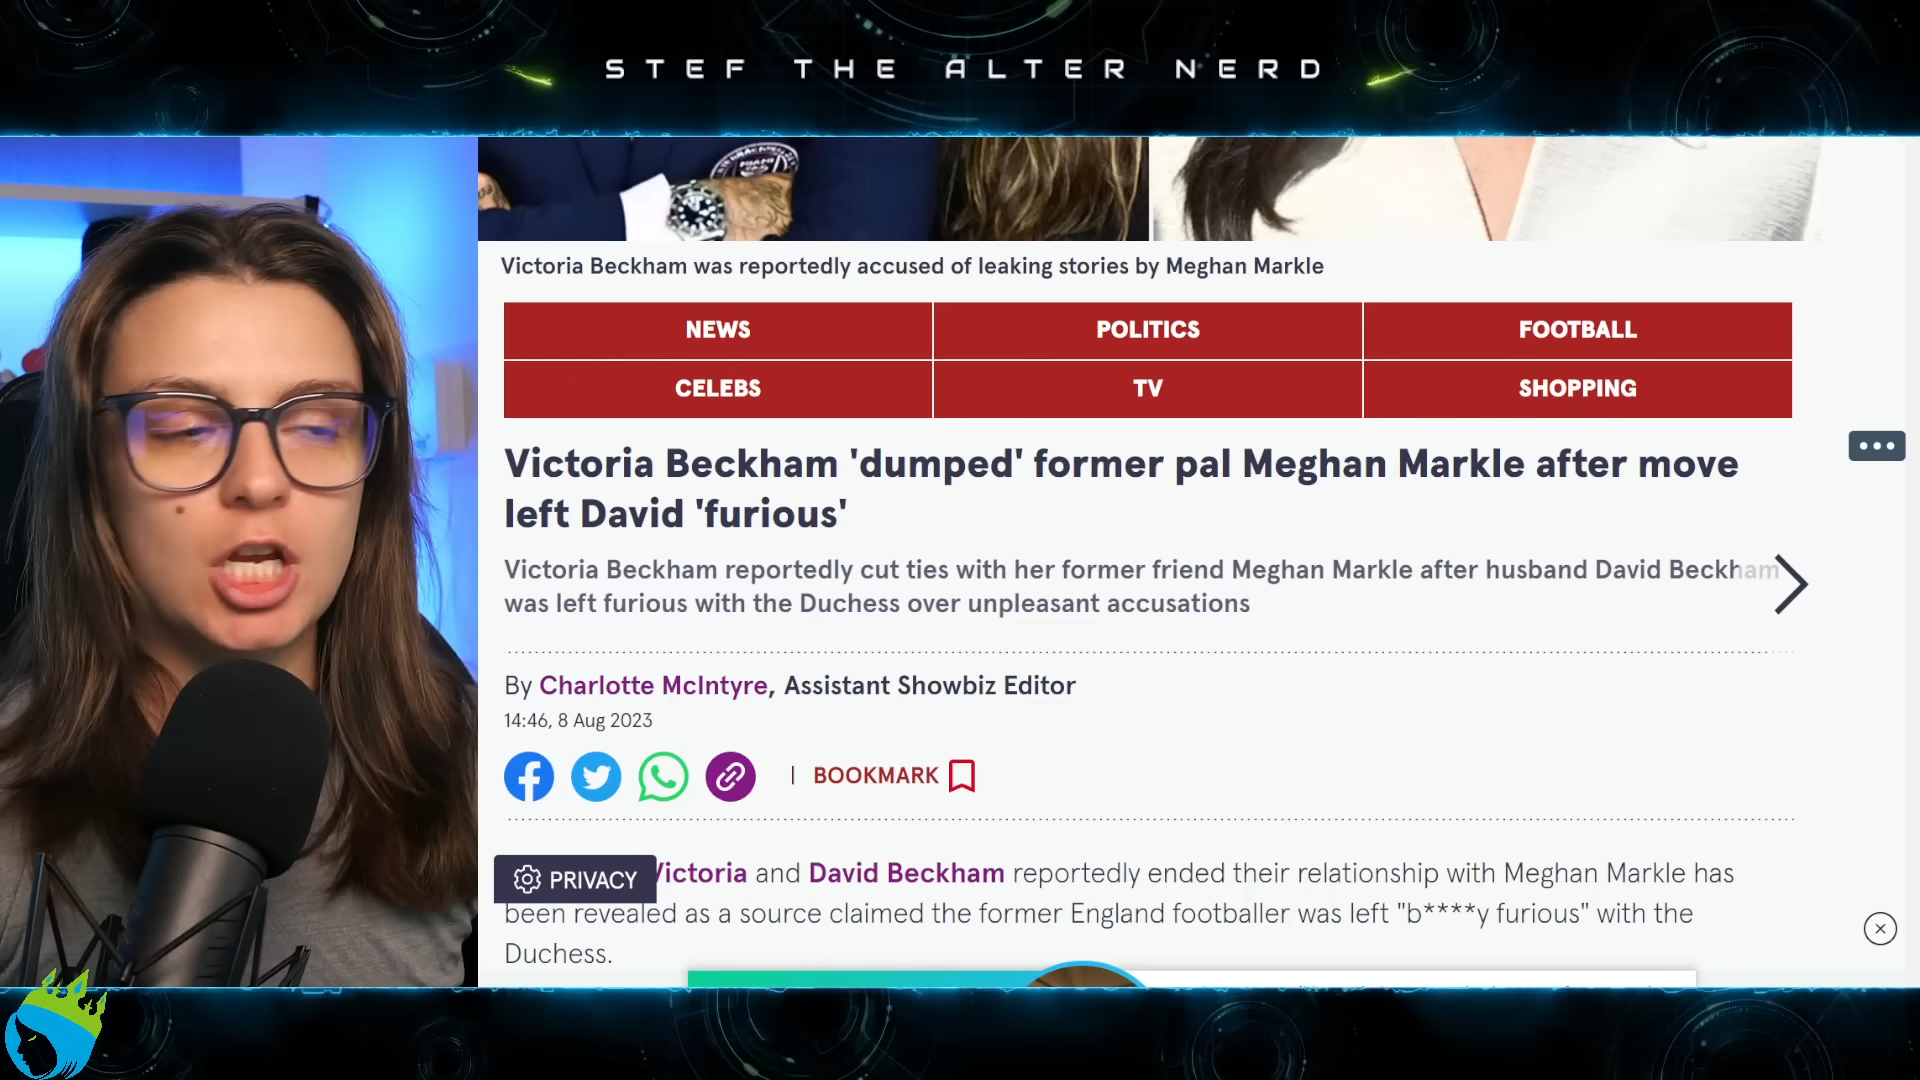 STEF THE ALTER NERD
Victoria Beckham was reportedly accused of leaking stories by Meghan Markle
NEWS
POLITICS
FOOTBALL
CELEBS
TV
SHOPPING
Victoria Beckham 'dumped' former pal Meghan Markle after move
left David 'furious'
Victoria Beckham reportedly cut ties with her former friend Meghan Markle after husband David Beckham
was left furious with the Duchess over unpleasant accusations
By Charlotte McIntyre, Assistant Showbiz Editor
14:46, 8 Aug 2023
| BOOKMARK
PRIVACY
Victoria and David Beckham reportedly ended their relationship with Meghan Markle has
been revealed as a source claimed the former England footballer was left "b****y furious" with the
Duchess.